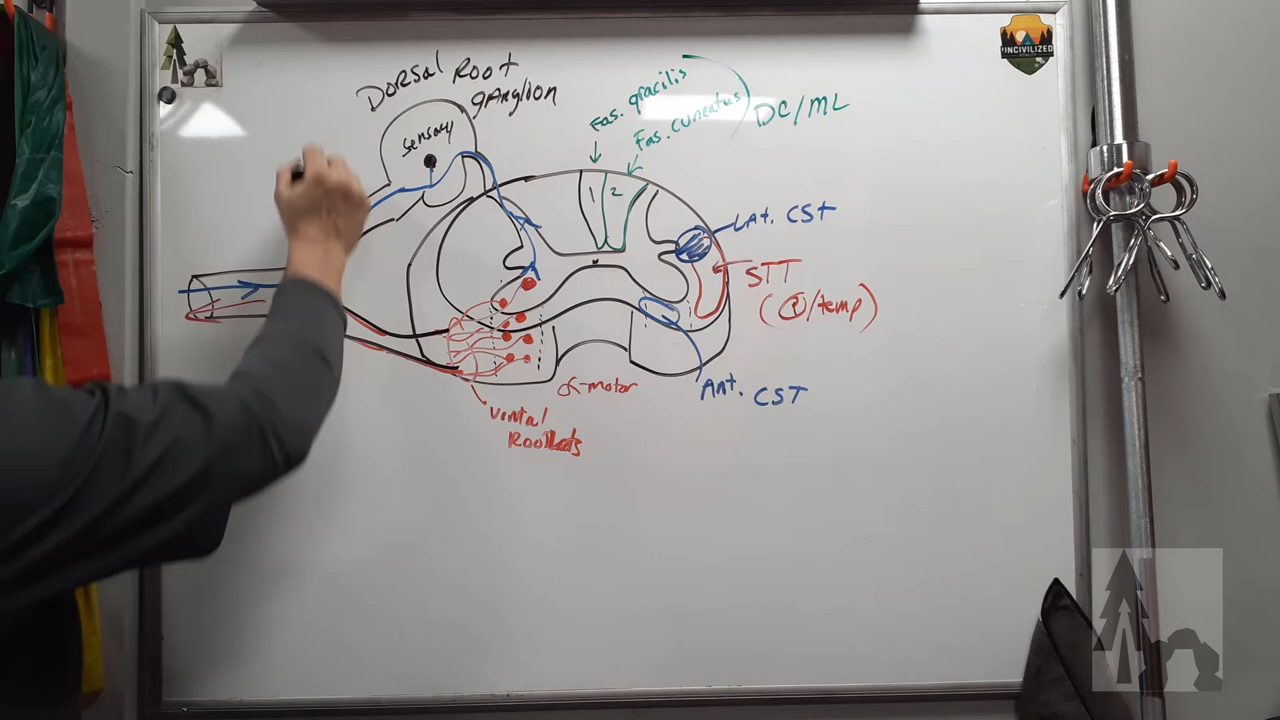 Dorsal Root
ganglion
sensory
Fas. gracilis
Fas. cuneatus
DC/ML
1 2
Lat. CST
STT
(P/temp)
α-motor
Ant.
CST
Ventral
Rootlets
UNCIVILIZED